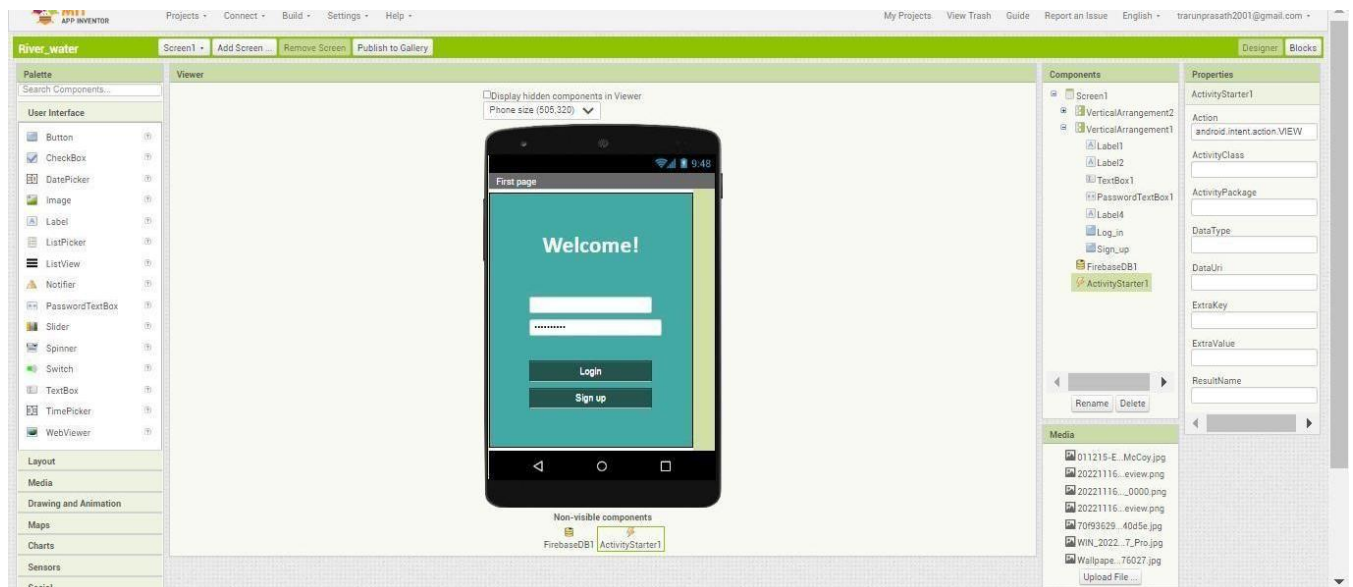 MIT
APP INVENTOR
Projects
Connect
Build
Settings
Help
My Projects
View Trash
Guide
Report an Issue
English
trarunprasath2001@gmail.com
River_water
Screen1
Add Screen ...
Remove Screen
Publish to Gallery
Designer
Blocks
Palette
Search Components...
User Interface
Button
CheckBox
DatePicker
Image
Label
ListPicker
ListView
Notifier
PasswordTextBox
Slider
Spinner
Switch
TextBox
TimePicker
WebViewer
Layout
Media
Drawing and Animation
Maps
Charts
Sensors
Social
Viewer
Display hidden components in Viewer
Phone size (505,320)
9:48
First page
Welcome!
Login
Sign up
Non-visible components
FirebaseDB1
ActivityStarter1
Components
Screen1
VerticalArrangement2
VerticalArrangement1
Label1
Label2
TextBox1
PasswordTextBox1
Label4
Log_in
Sign_up
FirebaseDB1
ActivityStarter1
Rename
Delete
Media
011215-E...McCoy.jpg
20221116...eview.png
20221116..._0000.png
20221116...eview.png
70f93629...40d5e.jpg
WIN_2022...7_Pro.jpg
Wallpape...76027.jpg
Upload File ...
Properties
ActivityStarter1
Action
android.intent.action.VIEW
ActivityClass
ActivityPackage
DataType
DataUri
ExtraKey
ExtraValue
ResultName